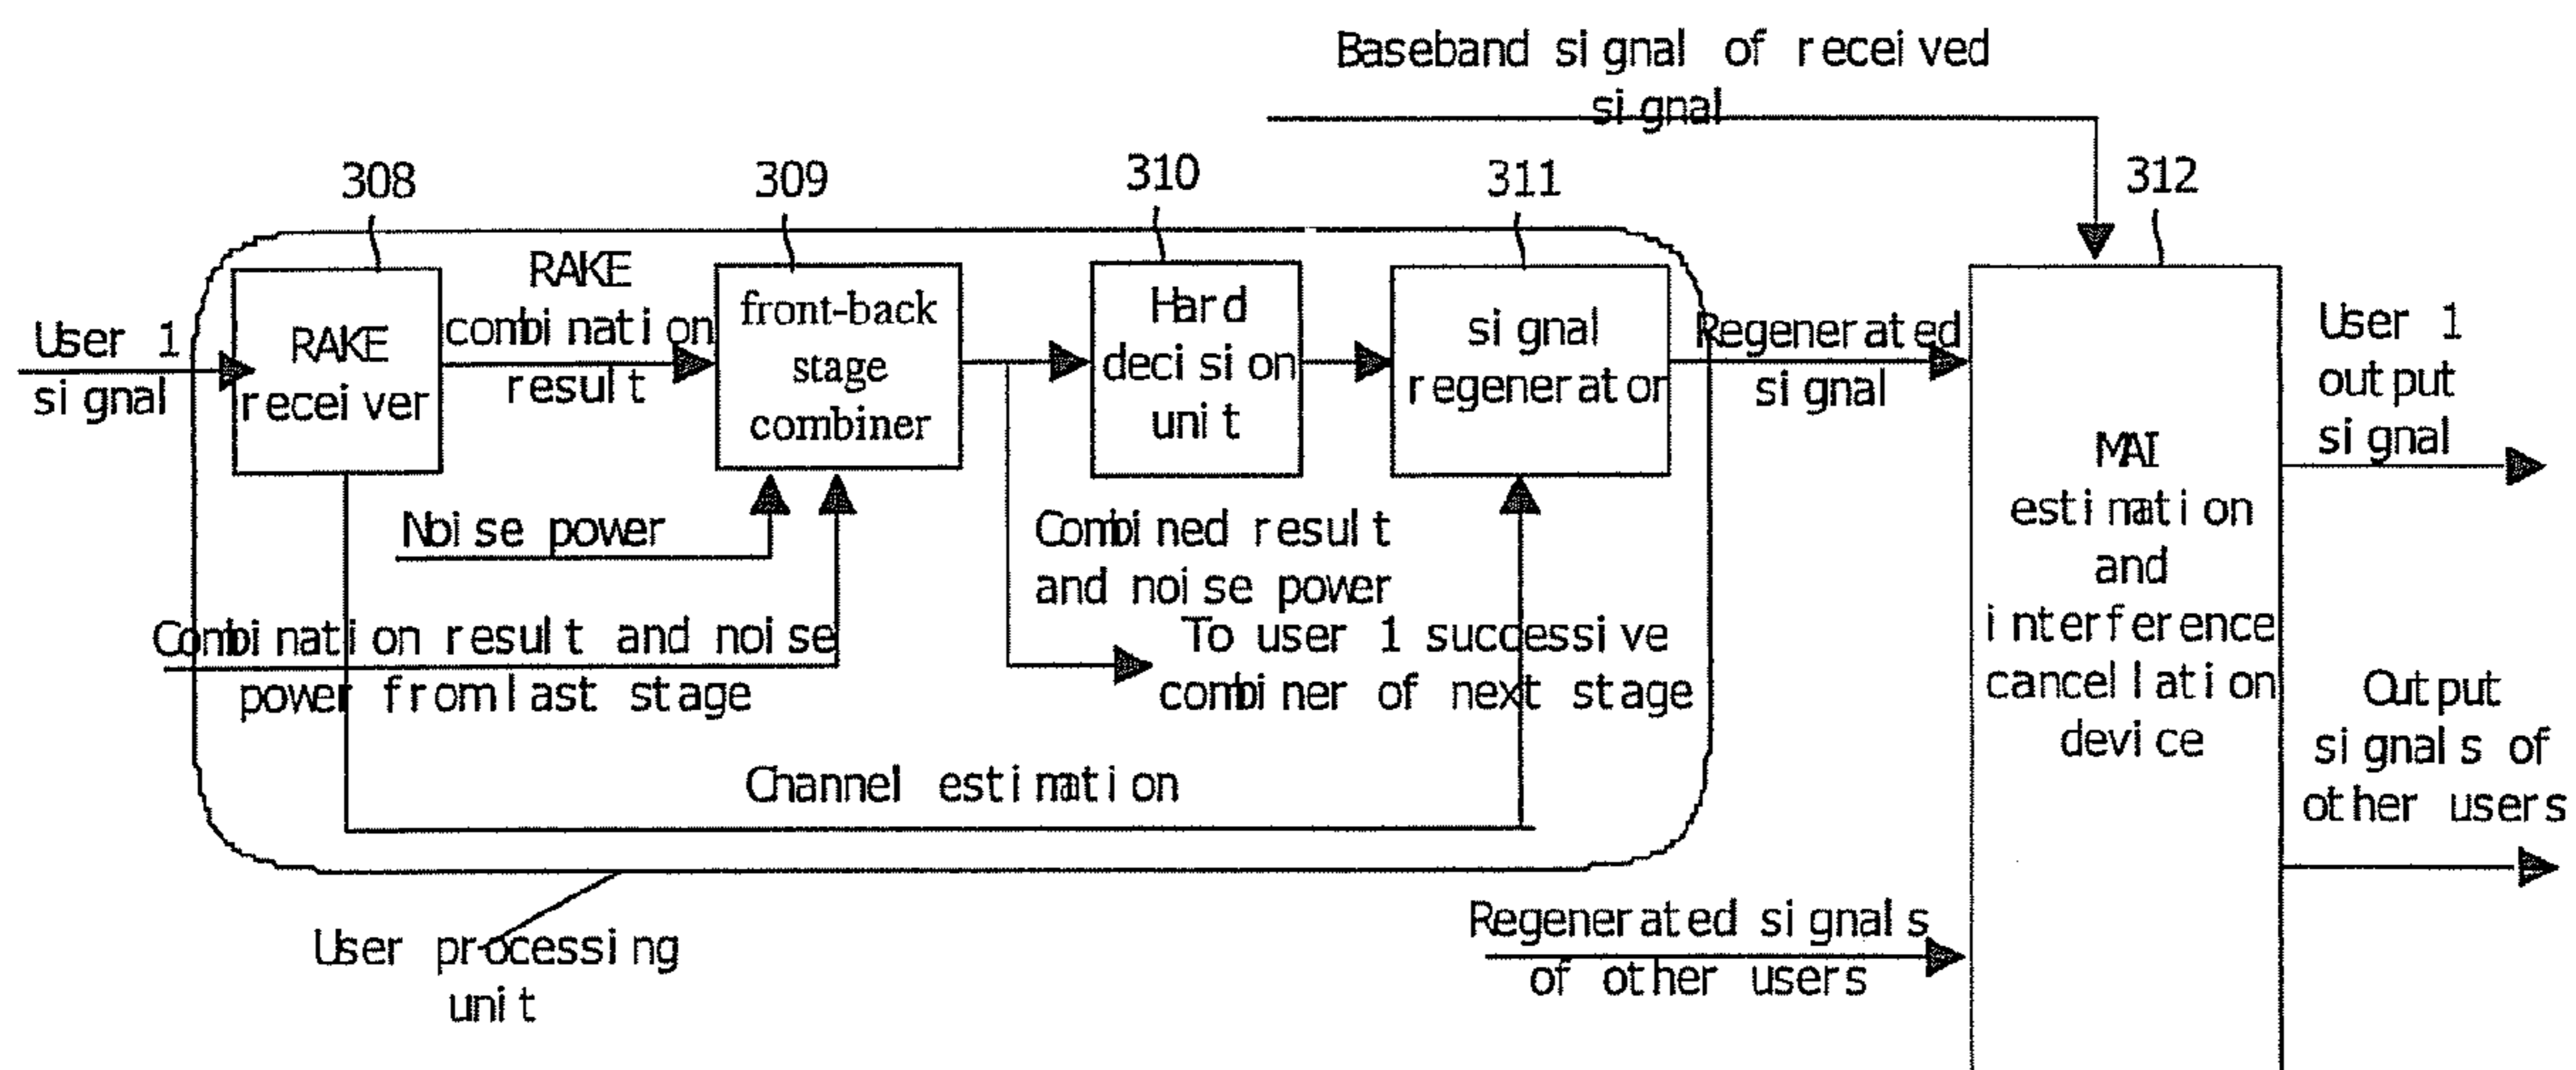 Baseband signal of received
signal
308
309
310
311
312
User 1
signal
RAKE
receiver
RAKE
combination
result
front-back
stage
combiner
Hard
decision
unit
signal
regenerator
Regenerated
signal
MAI
estimation
and
interference
cancellation
device
User 1
output
signal
Noise power
Combination result and noise
power from last stage
Combined result
and noise power
To user 1 successive
combiner of next stage
Channel estimation
Output
signals of
other users
User processing
unit
Regenerated signals
of other users